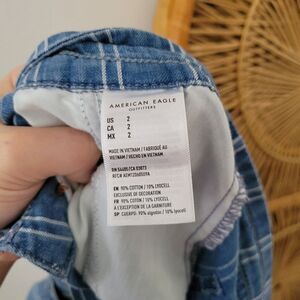 AMERICAN EAGLE
OUTFITTERS
US 2
CA 2
MX 2
MADE IN VIETNAM / FABRIQUÉ AU
VIETNAM / HECHO EN VIETNAM
EN: 90% COTTON / 10% LYOCELL
EXCLUSIVE OF DECORATION
FR: 90% COTON / 10% LYOCELL
À L'EXCEPTION DE DÉCORATION
SP: CUERPO: 90% algodón / 10% lyocell